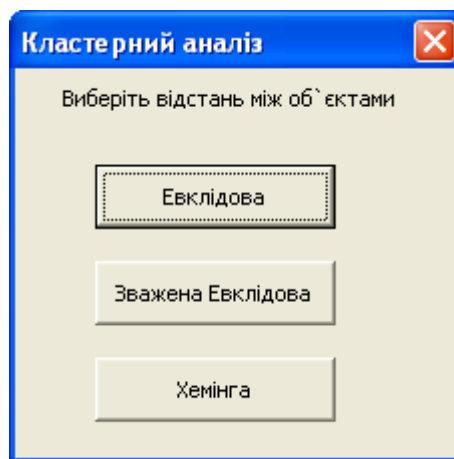 Кластерний аналіз
Виберіть відстань між об`єктами
Евклідова
Зважена Евклідова
Хемінга